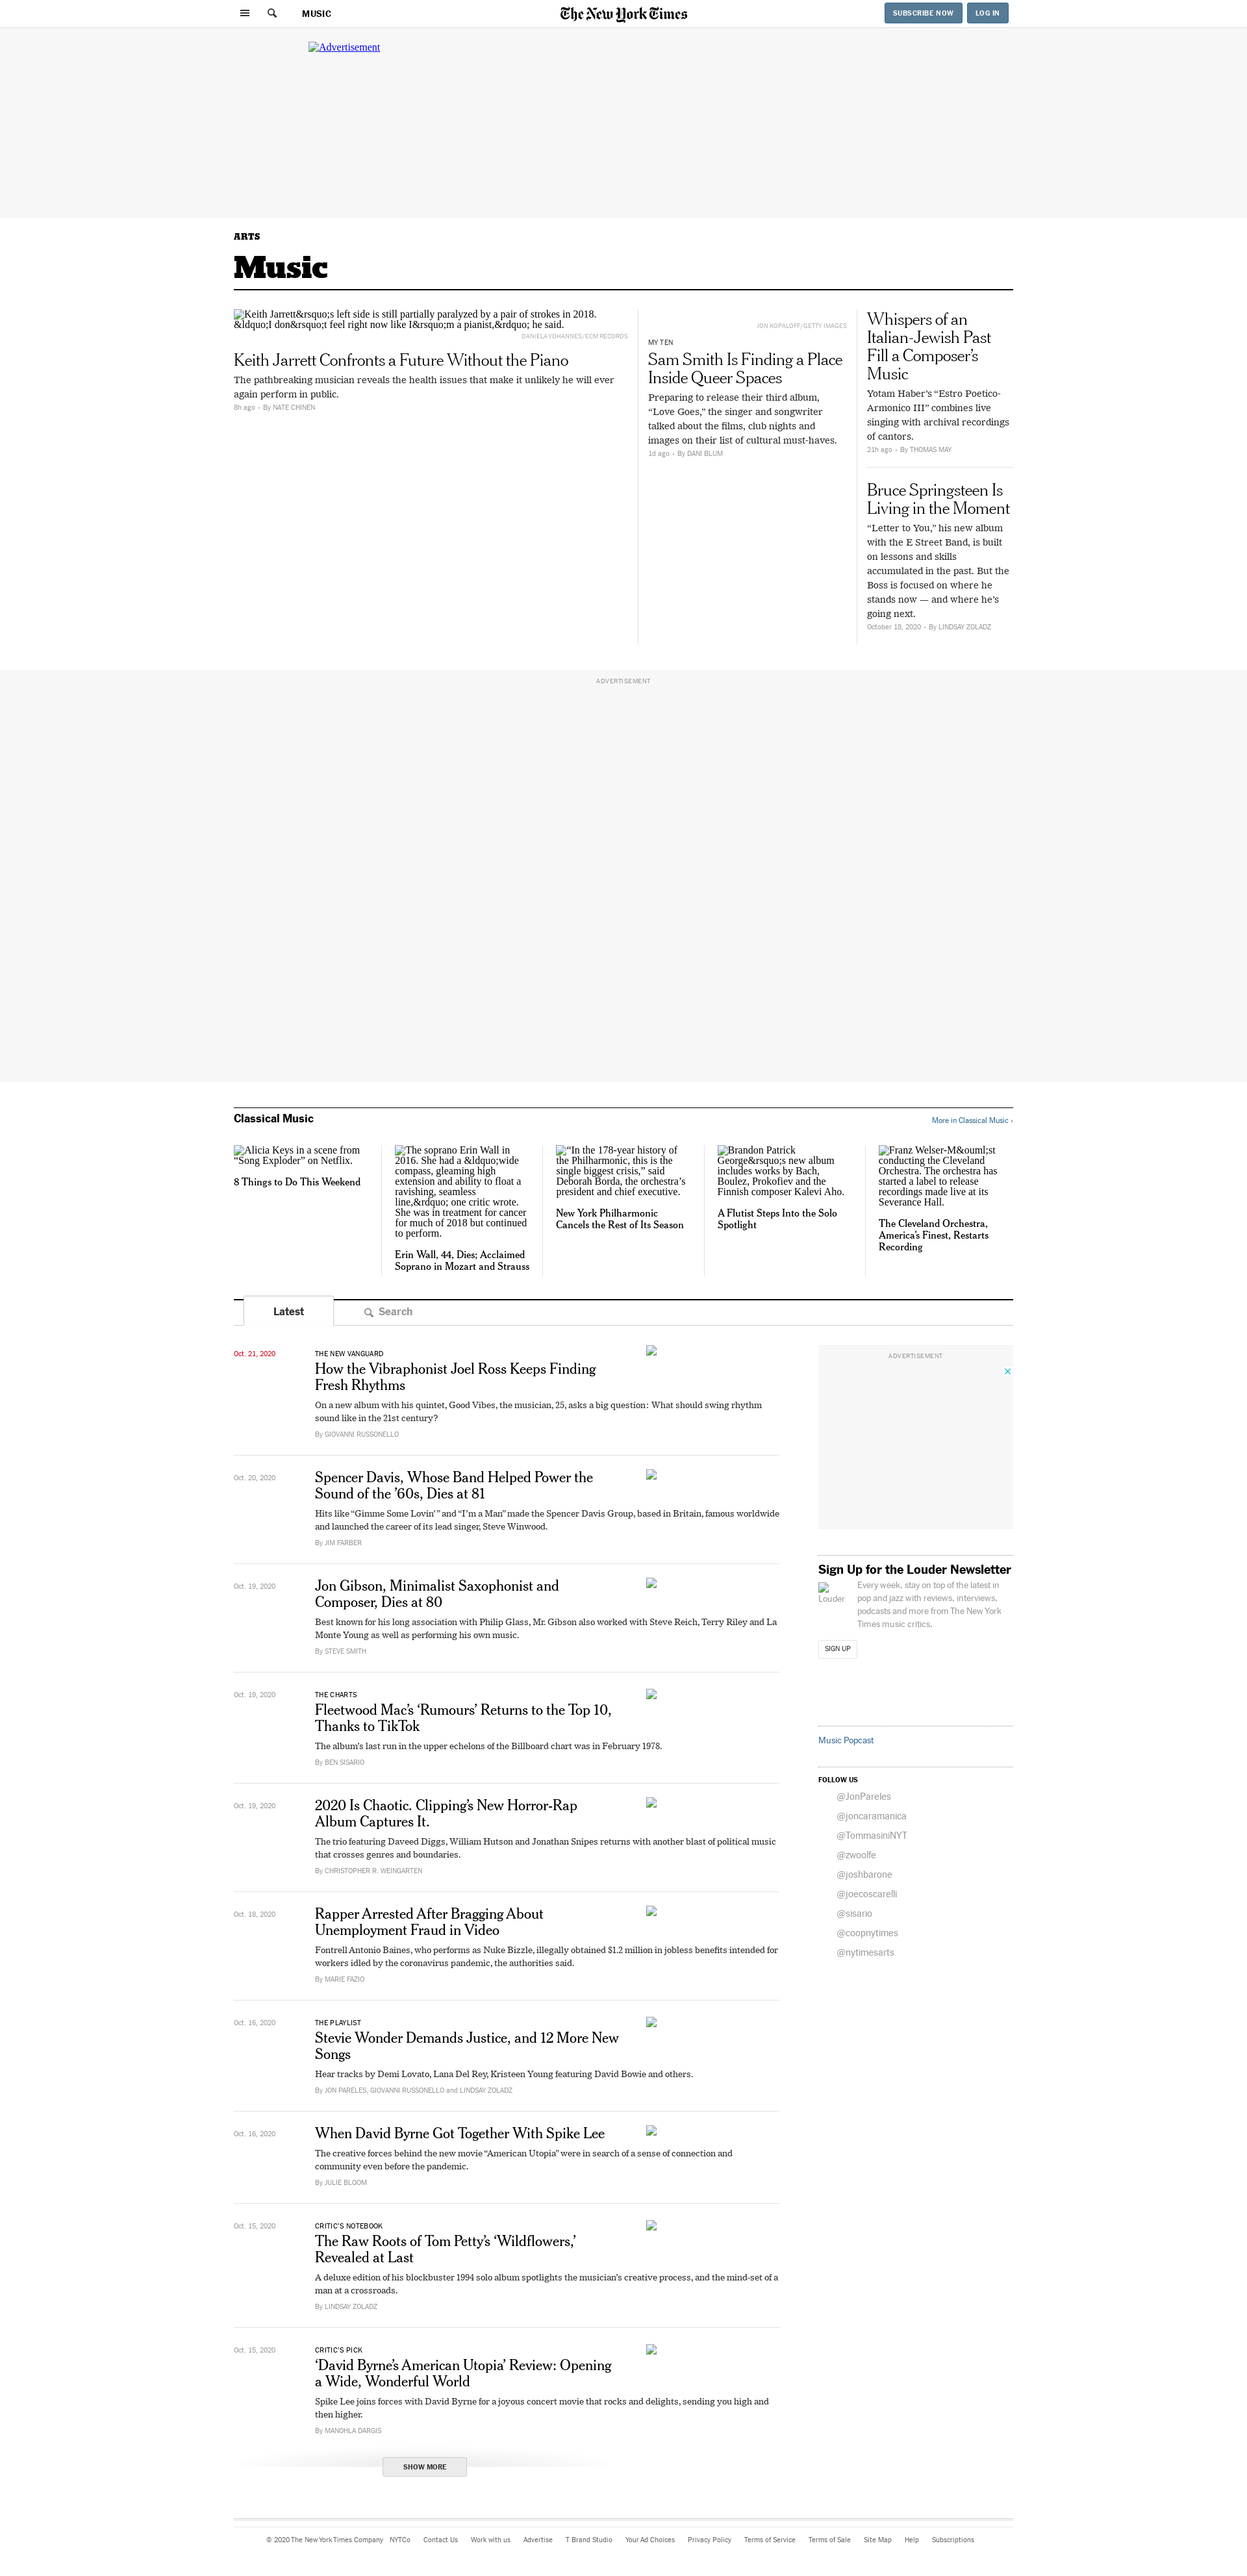 MUSIC
The New York Times
SUBSCRIBE NOW
LOG IN
Advertisement
ARTS
Music
Keith Jarrett&rsquo;s left side is still partially paralyzed by a pair of strokes in 2018.
&ldquo;I don&rsquo;t feel right now like I&rsquo;m a pianist,&rdquo; he said.
DANIELA YOHANNES/ECM RECORDS
Keith Jarrett Confronts a Future Without the Piano
The pathbreaking musician reveals the health issues that make it unlikely he will ever
again perform in public.
8h ago • By NATE CHINEN
JON KOPALOFF/GETTY IMAGES
MY TEN
Sam Smith Is Finding a Place
Inside Queer Spaces
Preparing to release their third album,
“Love Goes,” the singer and songwriter
talked about the films, club nights and
images on their list of cultural must-haves.
1d ago • By DANI BLUM
Whispers of an
Italian-Jewish Past
Fill a Composer’s
Music
Yotam Haber’s “Estro Poetico-
Armonico III” combines live
singing with archival recordings
of cantors.
21h ago • By THOMAS MAY
Bruce Springsteen Is
Living in the Moment
“Letter to You,” his new album
with the E Street Band, is built
on lessons and skills
accumulated in the past. But the
Boss is focused on where he
stands now — and where he’s
going next.
October 18, 2020 • By LINDSAY ZOLADZ
ADVERTISEMENT
Classical Music
More in Classical Music ›
Alicia Keys in a scene from
“Song Exploder” on Netflix.
8 Things to Do This Weekend
The soprano Erin Wall in
2016. She had a &ldquo;wide
compass, gleaming high
extension and ability to float a
ravishing, seamless
line,&rdquo; one critic wrote.
She was in treatment for cancer
for much of 2018 but continued
to perform.
Erin Wall, 44, Dies; Acclaimed
Soprano in Mozart and Strauss
“In the 178-year history of
the Philharmonic, this is the
single biggest crisis,” said
Deborah Borda, the orchestra’s
president and chief executive.
New York Philharmonic
Cancels the Rest of Its Season
Brandon Patrick
George&rsquo;s new album
includes works by Bach,
Boulez, Prokofiev and the
Finnish composer Kalevi Aho.
A Flutist Steps Into the Solo
Spotlight
Franz Welser-M&ouml;st
conducting the Cleveland
Orchestra. The orchestra has
started a label to release
recordings made live at its
Severance Hall.
The Cleveland Orchestra,
America’s Finest, Restarts
Recording
Latest
Search
Oct. 21, 2020
THE NEW VANGUARD
How the Vibraphonist Joel Ross Keeps Finding
Fresh Rhythms
On a new album with his quintet, Good Vibes, the musician, 25, asks a big question: What should swing rhythm
sound like in the 21st century?
By GIOVANNI RUSSONELLO
Oct. 20, 2020
Spencer Davis, Whose Band Helped Power the
Sound of the ’60s, Dies at 81
Hits like “Gimme Some Lovin’ ” and “I’m a Man” made the Spencer Davis Group, based in Britain, famous worldwide
and launched the career of its lead singer, Steve Winwood.
By JIM FARBER
Oct. 19, 2020
Jon Gibson, Minimalist Saxophonist and
Composer, Dies at 80
Best known for his long association with Philip Glass, Mr. Gibson also worked with Steve Reich, Terry Riley and La
Monte Young as well as performing his own music.
By STEVE SMITH
Oct. 19, 2020
THE CHARTS
Fleetwood Mac’s ‘Rumours’ Returns to the Top 10,
Thanks to TikTok
The album’s last run in the upper echelons of the Billboard chart was in February 1978.
By BEN SISARIO
Oct. 19, 2020
2020 Is Chaotic. Clipping’s New Horror-Rap
Album Captures It.
The trio featuring Daveed Diggs, William Hutson and Jonathan Snipes returns with another blast of political music
that crosses genres and boundaries.
By CHRISTOPHER R. WEINGARTEN
Oct. 18, 2020
Rapper Arrested After Bragging About
Unemployment Fraud in Video
Fontrell Antonio Baines, who performs as Nuke Bizzle, illegally obtained $1.2 million in jobless benefits intended for
workers idled by the coronavirus pandemic, the authorities said.
By MARIE FAZIO
Oct. 16, 2020
THE PLAYLIST
Stevie Wonder Demands Justice, and 12 More New
Songs
Hear tracks by Demi Lovato, Lana Del Rey, Kristeen Young featuring David Bowie and others.
By JON PARELES, GIOVANNI RUSSONELLO and LINDSAY ZOLADZ
Oct. 16, 2020
When David Byrne Got Together With Spike Lee
The creative forces behind the new movie “American Utopia” were in search of a sense of connection and
community even before the pandemic.
By JULIE BLOOM
Oct. 15, 2020
CRITIC’S NOTEBOOK
The Raw Roots of Tom Petty’s ‘Wildflowers,’
Revealed at Last
A deluxe edition of his blockbuster 1994 solo album spotlights the musician’s creative process, and the mind-set of a
man at a crossroads.
By LINDSAY ZOLADZ
Oct. 15, 2020
CRITIC’S PICK
‘David Byrne’s American Utopia’ Review: Opening
a Wide, Wonderful World
Spike Lee joins forces with David Byrne for a joyous concert movie that rocks and delights, sending you high and
then higher.
By MANOHLA DARGIS
SHOW MORE
ADVERTISEMENT
Sign Up for the Louder Newsletter
Louder
Every week, stay on top of the latest in
pop and jazz with reviews, interviews,
podcasts and more from The New York
Times music critics.
SIGN UP
Music Popcast
FOLLOW US
@JonPareles
@joncaramanica
@TommasiniNYT
@zwoolfe
@joshbarone
@joecoscarelli
@sisario
@coopnytimes
@nytimesarts
© 2020 The New York Times Company NYTCo Contact Us Work with us Advertise T Brand Studio Your Ad Choices Privacy Policy Terms of Service Terms of Sale Site Map Help Subscriptions